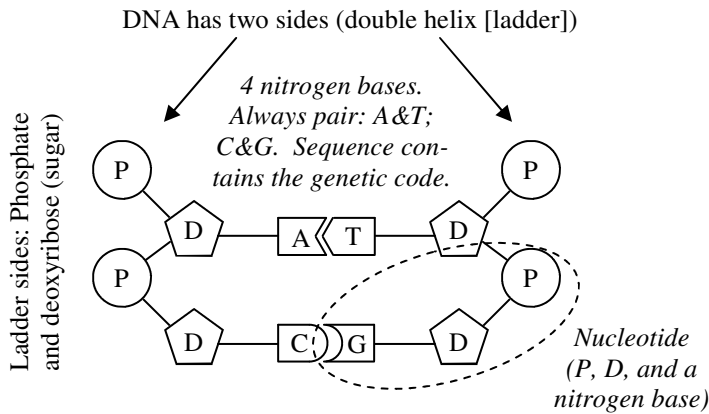 DNA has two sides (double helix [ladder])
4 nitrogen bases.
Always pair: A&T;
C&G. Sequence con-
tains the genetic code.
Ladder sides: Phosphate
and deoxyribose (sugar)
P P
D A T D
P P
D C G D
Nucleotide
(P, D, and a
nitrogen base)